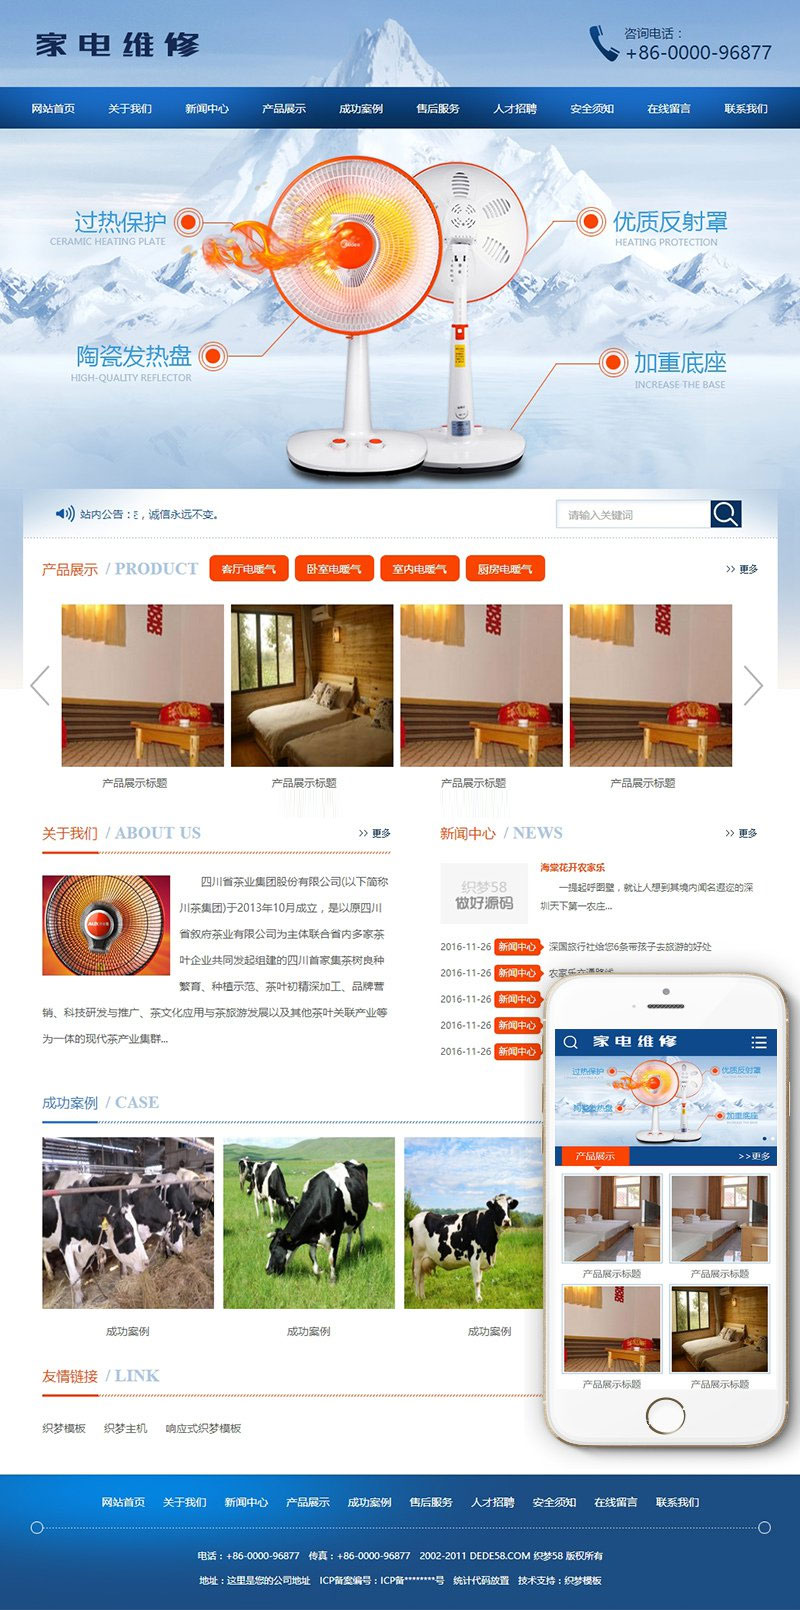 家电维修
咨询电话：
+86-0000-96877
网站首页 关于我们 新闻中心 产品展示 成功案例 售后服务 人才招聘 安全须知 在线留言 联系我们
过热保护
CERAMIC HEATING PLATE
优质反射罩
HEATING PROTECTION
陶瓷发热盘
HIGH-QUALITY REFLECTOR
加重底座
INCREASE THE BASE
站内公告：
，诚信永远不变。
请输入关键词
产品展示 / PRODUCT 客厅电暖气 卧室电暖气 室内电暖气 厨房电暖气 >> 更多
产品展示标题 产品展示标题 产品展示标题 产品展示标题
关于我们 / ABOUT US >> 更多
四川省茶业集团股份有限公司(以下简称
川茶集团)于2013年10月成立，是以原四川
省叙府茶业有限公司为主体联合省内多家茶
叶企业共同发起组建的四川首家集茶树良种
繁育、种植示范、茶叶初精深加工、品牌营
销、科技研发与推广、茶文化应用与茶旅游发展以及其他茶叶关联产业等
为一体的现代茶产业集群...
新闻中心 / NEWS >> 更多
织梦58
做好源码
海棠花开农家乐
一提起呼图壁，就让人想到其境内闻名遐迩的深
圳天下第一农庄...
2016-11-26 新闻中心 深国旅行社给您6条带孩子去旅游的好处
2016-11-26 新闻中心 农家乐交通路线
2016-11-26 新闻中心
2016-11-26 新闻中心
2016-11-26 新闻中心
成功案例 / CASE
成功案例 成功案例 成功案例
友情链接 / LINK
织梦模板 织梦主机 响应式织梦模板
家电维修
过热保护
优质反射罩
陶瓷发热盘
加重底座
产品展示 >>更多
产品展示标题 产品展示标题
产品展示标题 产品展示标题
网站首页 关于我们 新闻中心 产品展示 成功案例 售后服务 人才招聘 安全须知 在线留言 联系我们
电话：+86-0000-96877 传真：+86-0000-96877 2002-2011 DEDE58.COM 织梦58 版权所有
地址：这里是您的公司地址 ICP备案编号：ICP备********号 统计代码放置 技术支持：织梦模板